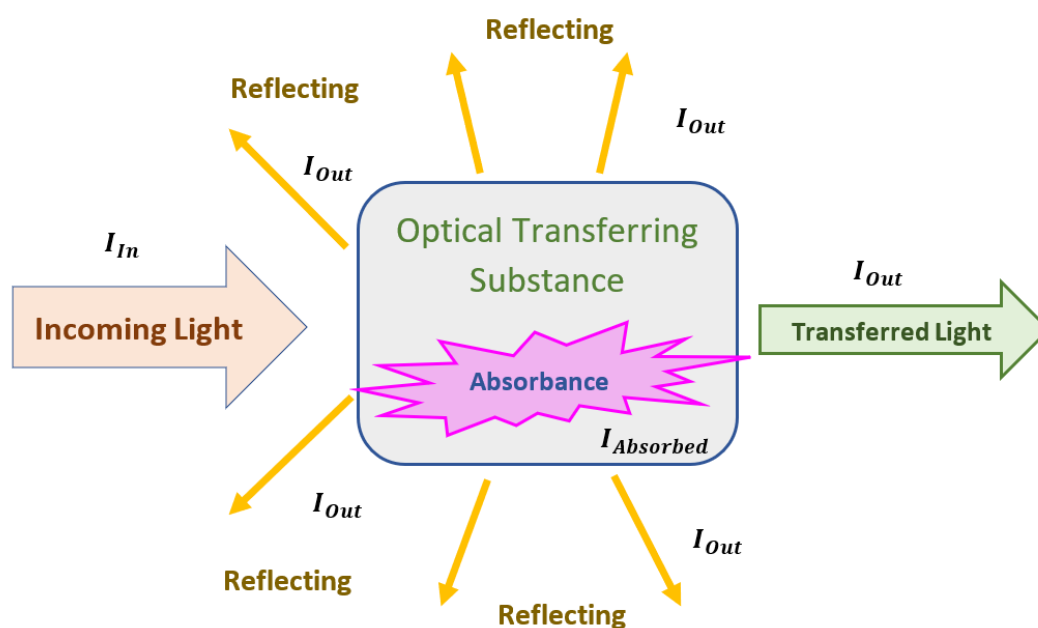 Reflecting
Reflecting
I_Out
I_Out
Optical Transferring
Substance
I_In
I_Out
Incoming Light
Transferred Light
Absorbance
I_Absorbed
I_Out
I_Out
Reflecting
Reflecting